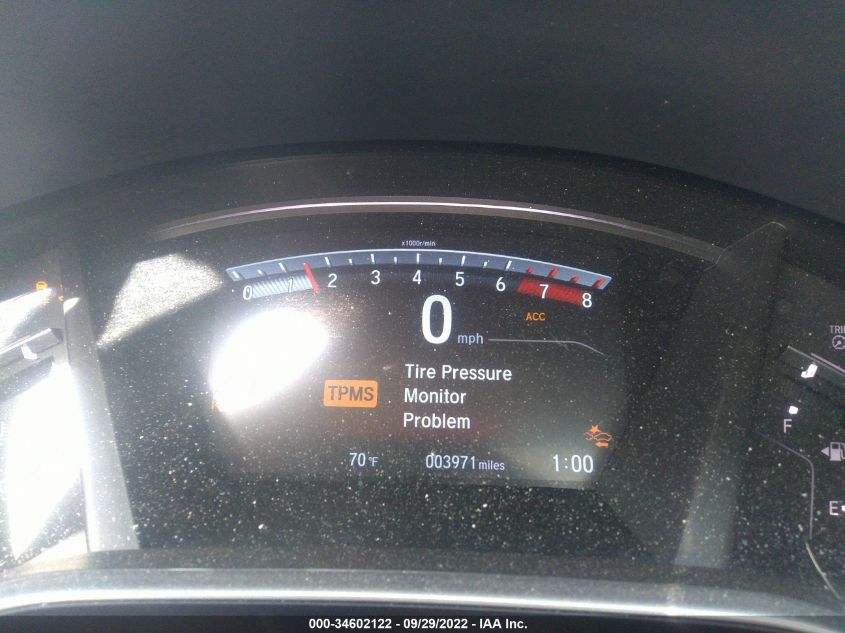 x1000r/min
0 1 2 3 4 5 6 7 8
0 mph
ACC
TPMS
Tire Pressure
Monitor
Problem
70°F
003971 miles
1:00
F
E
000-34602122 - 09/29/2022 - IAA Inc.